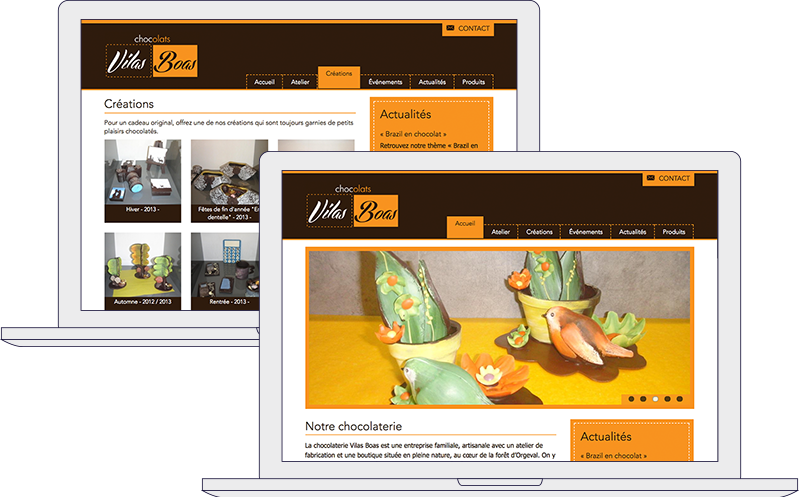 CONTACT
chocolats
Vilas Boas
Accueil
Atelier
Créations
Événements
Actualités
Produits
Créations
Pour un cadeau original, offrez une de nos créations qui sont toujours garnies de petits
plaisirs chocolatés.
Hiver - 2013 -
Fêtes de fin d'année "En
dentelle" - 2013 -
Automne - 2012 / 2013
Rentrée - 2013 -
Actualités
« Brazil en chocolat »
Retrouvez notre thème « Brazil en
CONTACT
chocolats
Vilas Boas
Accueil
Atelier
Créations
Événements
Actualités
Produits
Notre chocolaterie
La chocolaterie Vilas Boas est une entreprise familiale, artisanale avec un atelier de
fabrication et une boutique située en pleine nature, au cœur de la forêt d'Orgeval. On y
Actualités
« Brazil en chocolat »